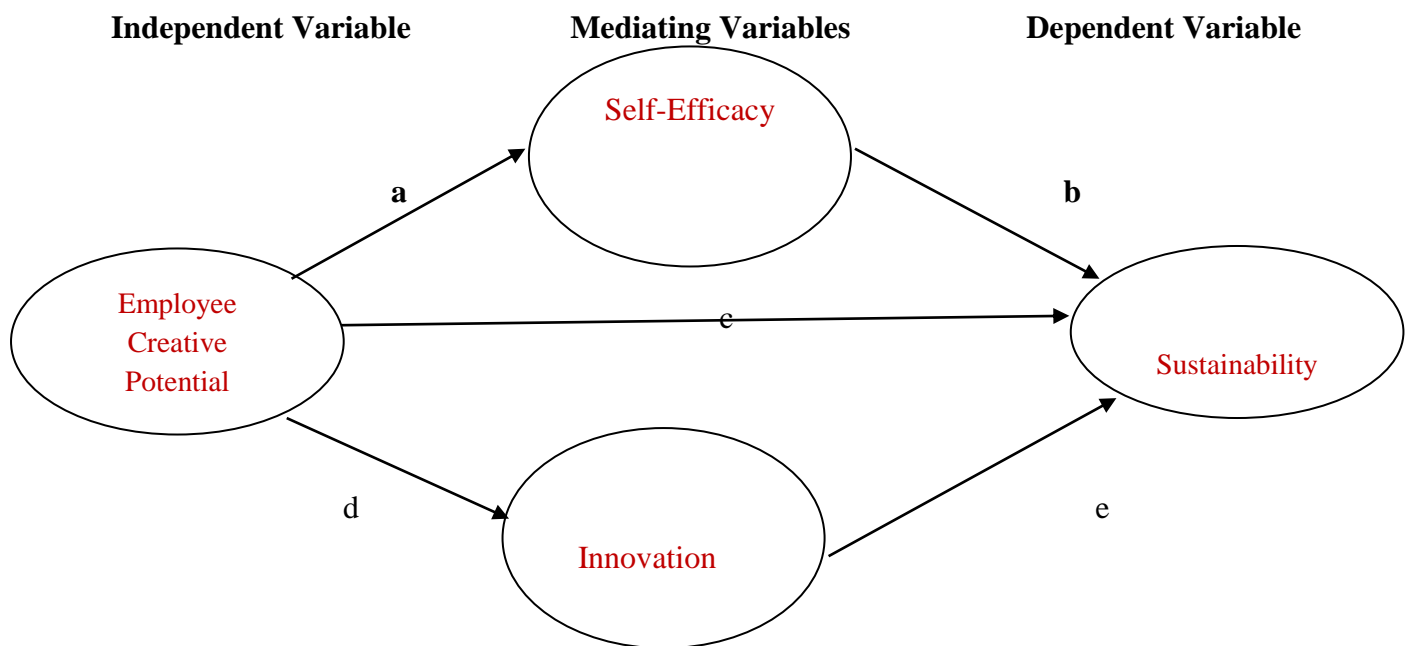 Independent Variable
Mediating Variables
Dependent Variable
Self-Efficacy
a
b
Employee
Creative
Potential
c
Sustainability
d
e
Innovation